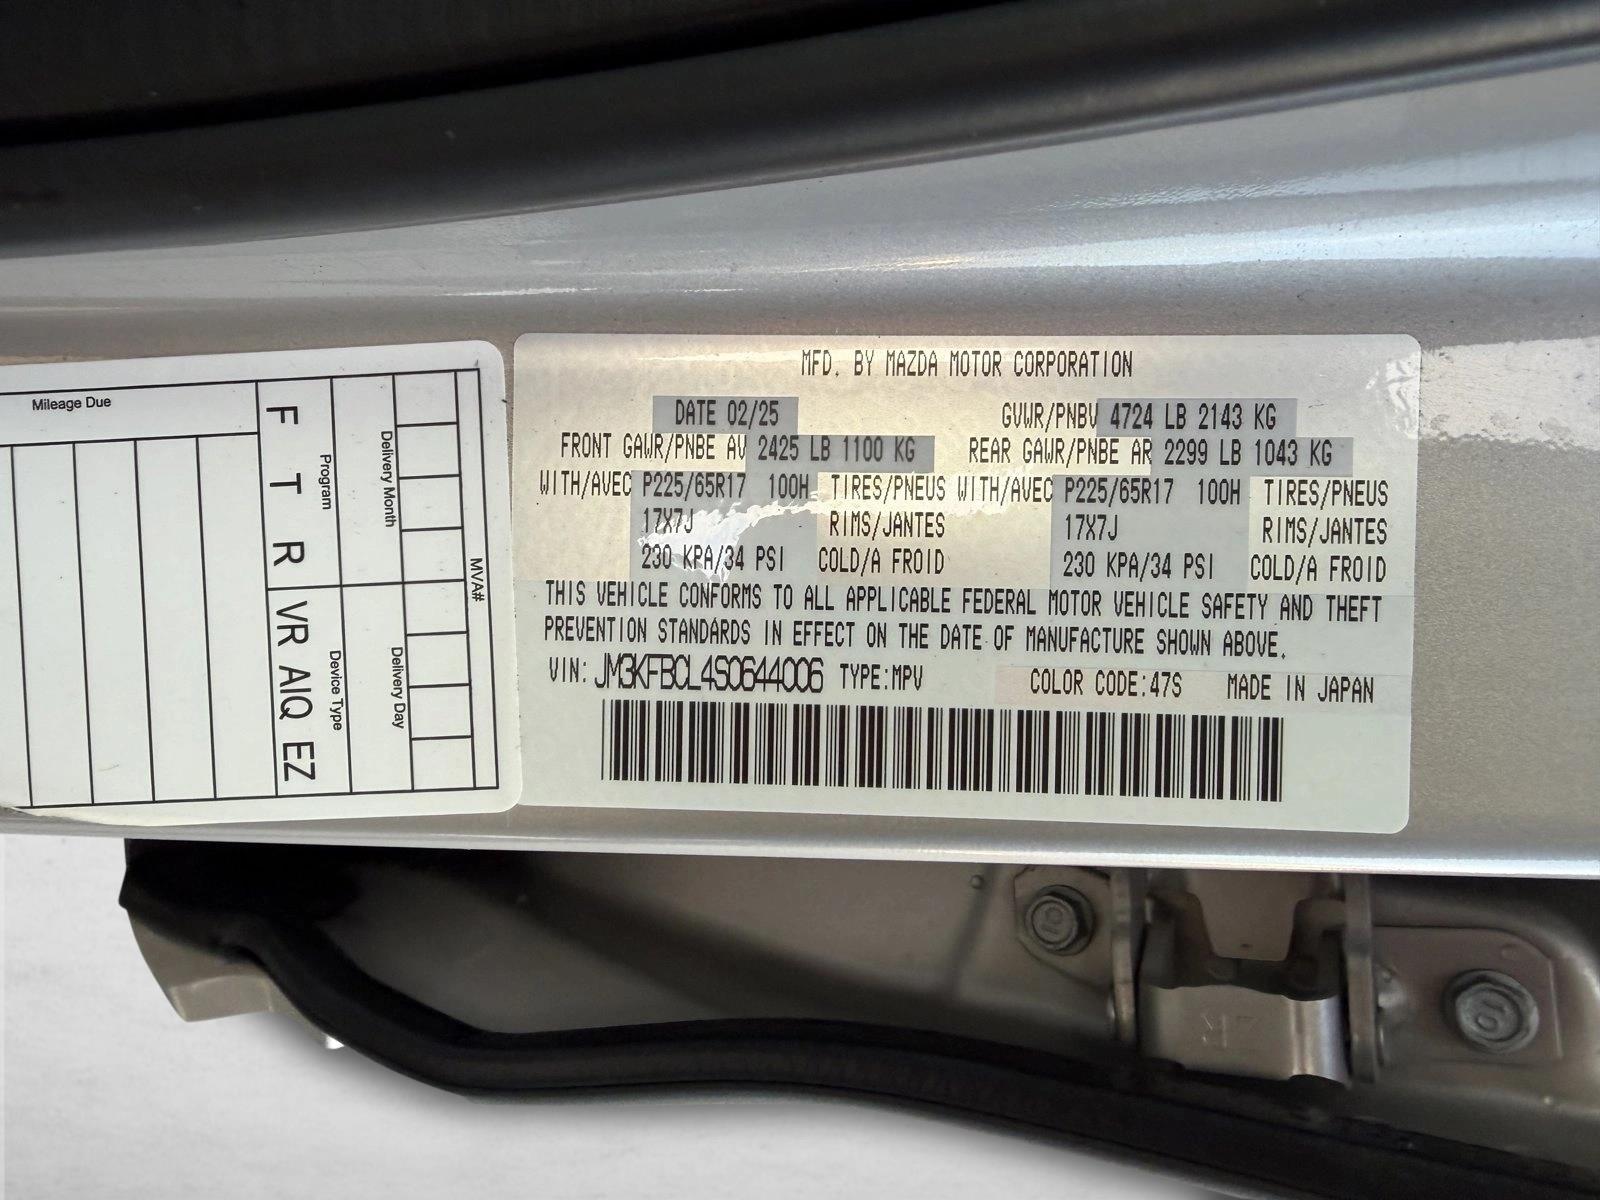 MFD. BY MAZDA MOTOR CORPORATION
DATE 02/25 GVWR/PNBV 4724 LB 2143 KG
FRONT GAWR/PNBE AV 2425 LB 1100 KG REAR GAWR/PNBE AR 2299 LB 1043 KG
WITH/AVEC P225/65R17 100H TIRES/PNEUS WITH/AVEC P225/65R17 100H TIRES/PNEUS
17X7J RIMS/JANTES 17X7J RIMS/JANTES
230 KPA/34 PSI COLD/A FROID 230 KPA/34 PSI COLD/A FROID
THIS VEHICLE CONFORMS TO ALL APPLICABLE FEDERAL MOTOR VEHICLE SAFETY AND THEFT
PREVENTION STANDARDS IN EFFECT ON THE DATE OF MANUFACTURE SHOWN ABOVE.
VIN: JM3KFBCL4S0644006 TYPE:MPV COLOR CODE:47S MADE IN JAPAN
MVA#
Delivery Month
Delivery Day
Program
Device Type
F T R
VR AIQ EZ
Mileage Due